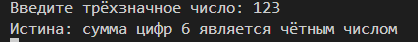 Введите трёхзначное число: 123
Истина: сумма цифр 6 является чётным числом